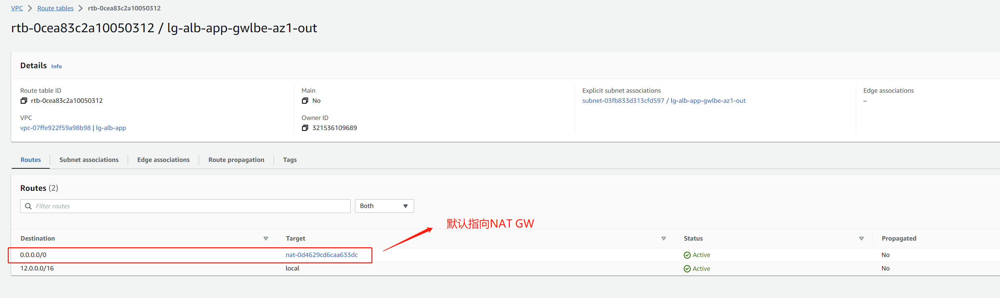 VPC > Route tables > rtb-0cea83c2a10050312
rtb-0cea83c2a10050312 / lg-alb-app-gwlbe-az1-out
Details Info
Route table ID
rtb-0cea83c2a10050312
Main
No
Explicit subnet associations
subnet-03fb833d313cfd597 / lg-alb-app-gwlbe-az1-out
Edge associations
–
VPC
vpc-07ffe922f59a98b98 | lg-alb-app
Owner ID
321536109689
Routes Subnet associations Edge associations Route propagation Tags
Routes (2)
Filter routes Both
默认指向NAT GW
Destination Target Status Propagated
0.0.0.0/0 nat-0d4629cd6caa633dc Active No
12.0.0.0/16 local Active No